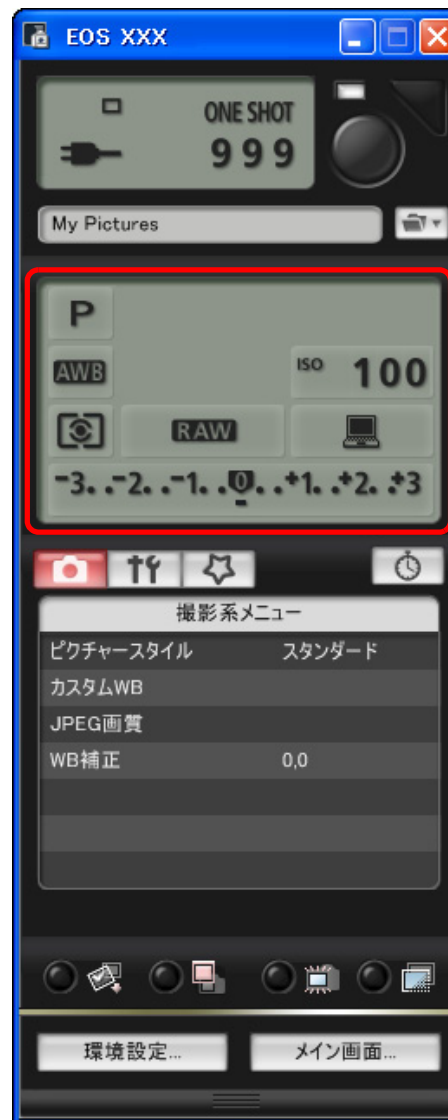 EOS XXX
ONE SHOT
999
My Pictures
P
AWB
ISO 100
RAW
-3. .-2. .-1. .0. .+1. .+2. .+3
撮影系メニュー
ピクチャースタイル スタンダード
カスタムWB
JPEG画質
WB補正 0,0
環境設定... メイン画面...